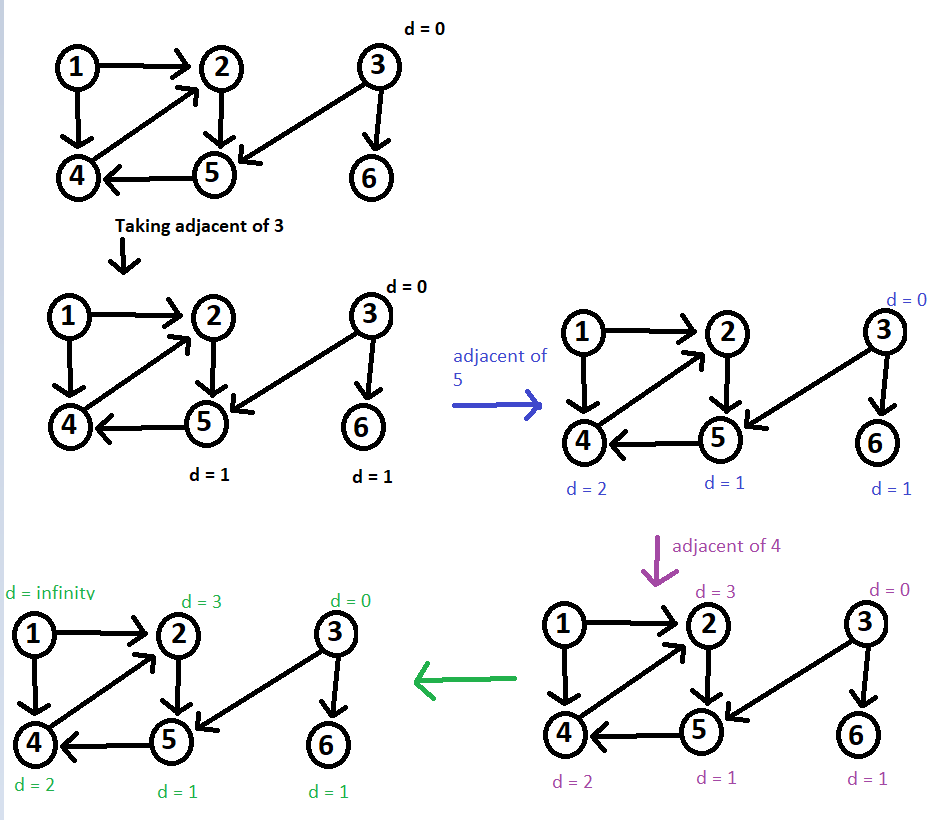 d = 0
1 2 3
4 5 6
Taking adjacent of 3
d = 0
1 2 3
4 5 6
d = 1 d = 1
adjacent of
5
d = 0
1 2 3
4 5 6
d = 2 d = 1 d = 1
adjacent of 4
d = 3 d = 0
1 2 3
4 5 6
d = 2 d = 1 d = 1
d = infinity d = 3 d = 0
1 2 3
4 5 6
d = 2 d = 1 d = 1